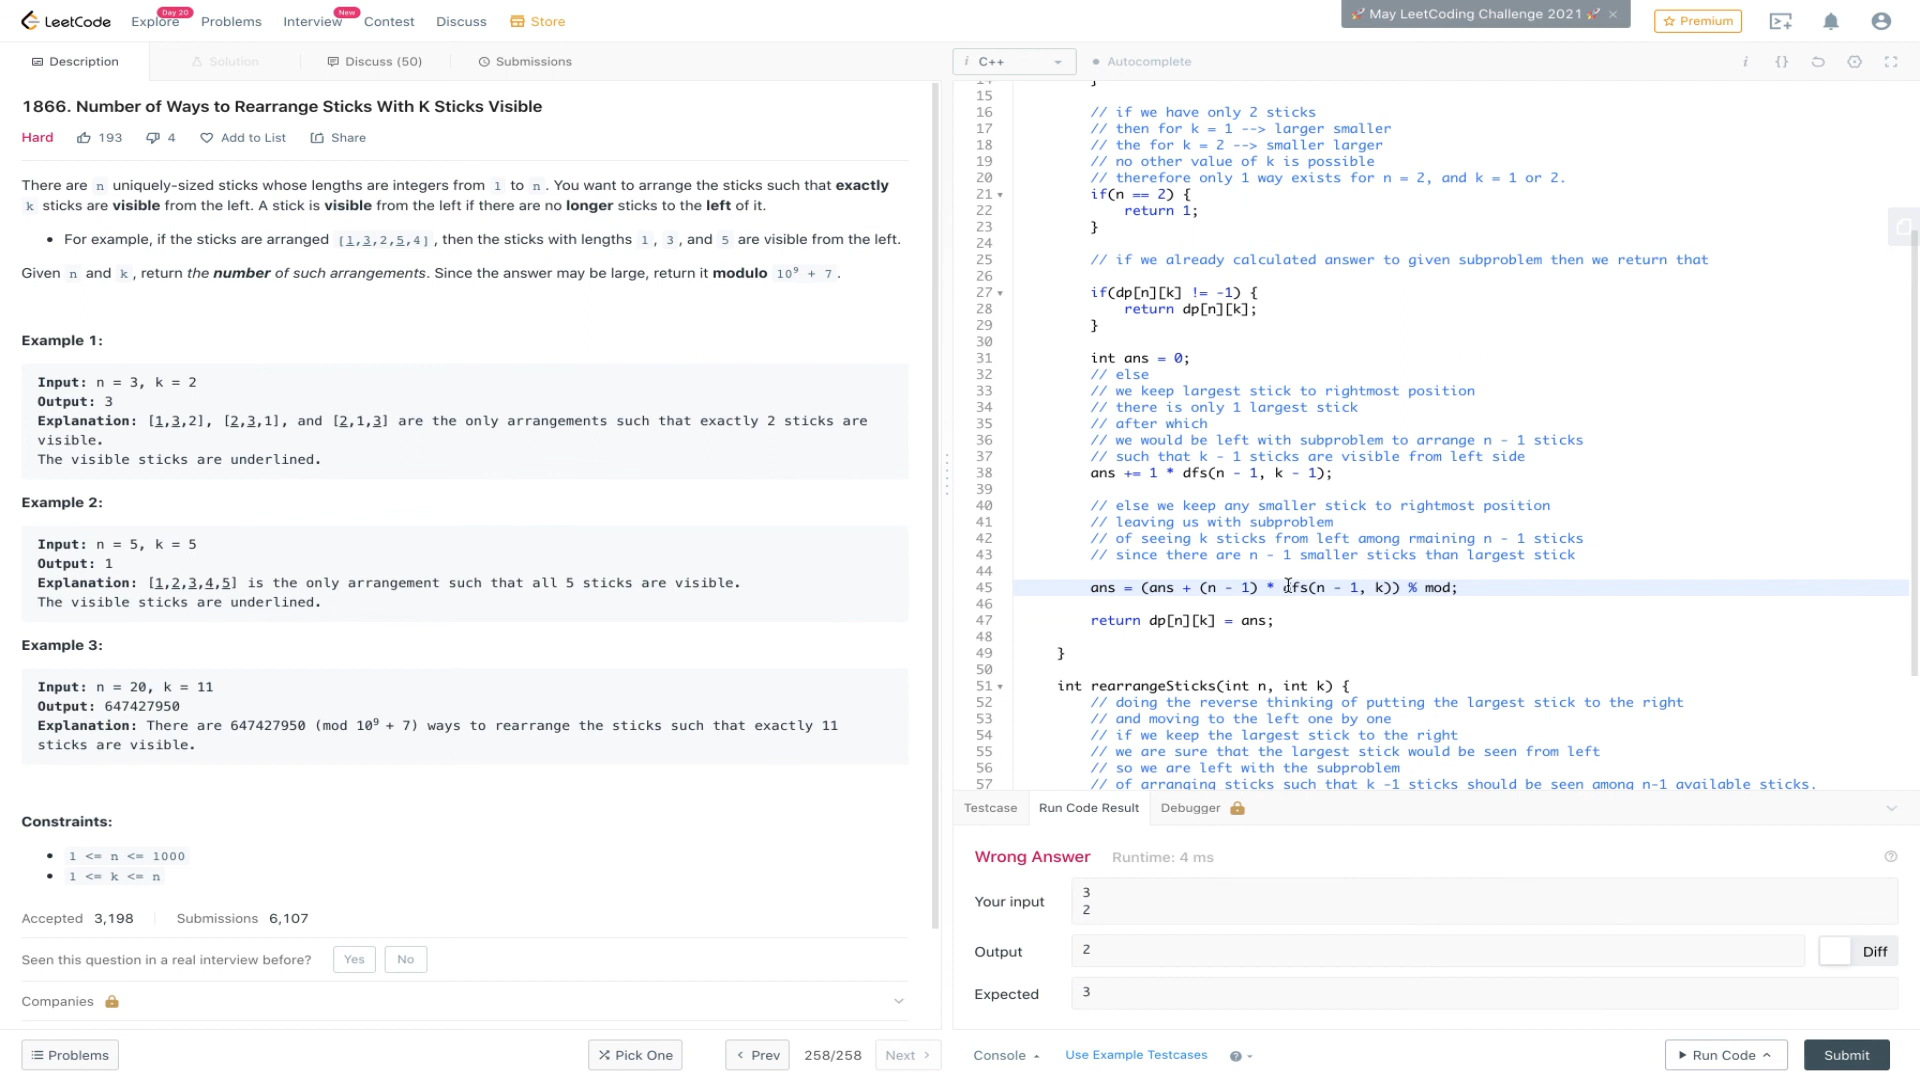 LeetCode
Explore
Day 20
Problems
Interview
New
Contest
Discuss
Store
🚀 May LeetCoding Challenge 2021 🚀 ×
Premium
Description
Solution
Discuss (50)
Submissions
i C++
Autocomplete
1866. Number of Ways to Rearrange Sticks With K Sticks Visible
Hard 193 4 Add to List Share
There are n uniquely-sized sticks whose lengths are integers from 1 to n. You want to arrange the sticks such that exactly
k sticks are visible from the left. A stick is visible from the left if there are no longer sticks to the left of it.
• For example, if the sticks are arranged [1,3,2,5,4], then the sticks with lengths 1, 3, and 5 are visible from the left.
Given n and k, return the number of such arrangements. Since the answer may be large, return it modulo 10⁹ + 7.
Example 1:
Input: n = 3, k = 2
Output: 3
Explanation: [1,3,2], [2,3,1], and [2,1,3] are the only arrangements such that exactly 2 sticks are
visible.
The visible sticks are underlined.
Example 2:
Input: n = 5, k = 5
Output: 1
Explanation: [1,2,3,4,5] is the only arrangement such that all 5 sticks are visible.
The visible sticks are underlined.
Example 3:
Input: n = 20, k = 11
Output: 647427950
Explanation: There are 647427950 (mod 10⁹ + 7) ways to rearrange the sticks such that exactly 11
sticks are visible.
Constraints:
• 1 <= n <= 1000
• 1 <= k <= n
Accepted 3,198 Submissions 6,107
Seen this question in a real interview before? Yes No
Companies
Problems
Pick One
Prev
258/258
Next
14 }
15
16 // if we have only 2 sticks
17 // then for k = 1 --> larger smaller
18 // the for k = 2 --> smaller larger
19 // no other value of k is possible
20 // therefore only 1 way exists for n = 2, and k = 1 or 2.
21 if(n == 2) {
22 return 1;
23 }
24
25 // if we already calculated answer to given subproblem then we return that
26
27 if(dp[n][k] != -1) {
28 return dp[n][k];
29 }
30
31 int ans = 0;
32 // else
33 // we keep largest stick to rightmost position
34 // there is only 1 largest stick
35 // after which
36 // we would be left with subproblem to arrange n - 1 sticks
37 // such that k - 1 sticks are visible from left side
38 ans += 1 * dfs(n - 1, k - 1);
39
40 // else we keep any smaller stick to rightmost position
41 // leaving us with subproblem
42 // of seeing k sticks from left among rmaining n - 1 sticks
43 // since there are n - 1 smaller sticks than largest stick
44
45 ans = (ans + (n - 1) * dfs(n - 1, k)) % mod;
46
47 return dp[n][k] = ans;
48
49 }
50
51 int rearrangeSticks(int n, int k) {
52 // doing the reverse thinking of putting the largest stick to the right
53 // and moving to the left one by one
54 // if we keep the largest stick to the right
55 // we are sure that the largest stick would be seen from left
56 // so we are left with the subproblem
57 // of arranging sticks such that k -1 sticks should be seen among n-1 available sticks.
Testcase
Run Code Result
Debugger
Wrong Answer Runtime: 4 ms
Your input
3
2
Output
2
Diff
Expected
3
Console
Use Example Testcases
Run Code
Submit